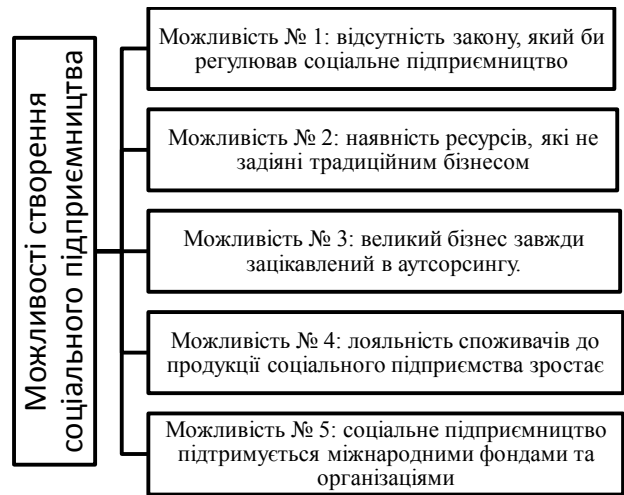 Можливості створення
соціального підприємництва
Можливість № 1: відсутність закону, який би
регулював соціальне підприємництво
Можливість № 2: наявність ресурсів, які не
задіяні традиційним бізнесом
Можливість № 3: великий бізнес завжди
зацікавлений в аутсорсингу.
Можливість № 4: лояльність споживачів до
продукції соціального підприємства зростає
Можливість № 5: соціальне підприємництво
підтримується міжнародними фондами та
організаціями